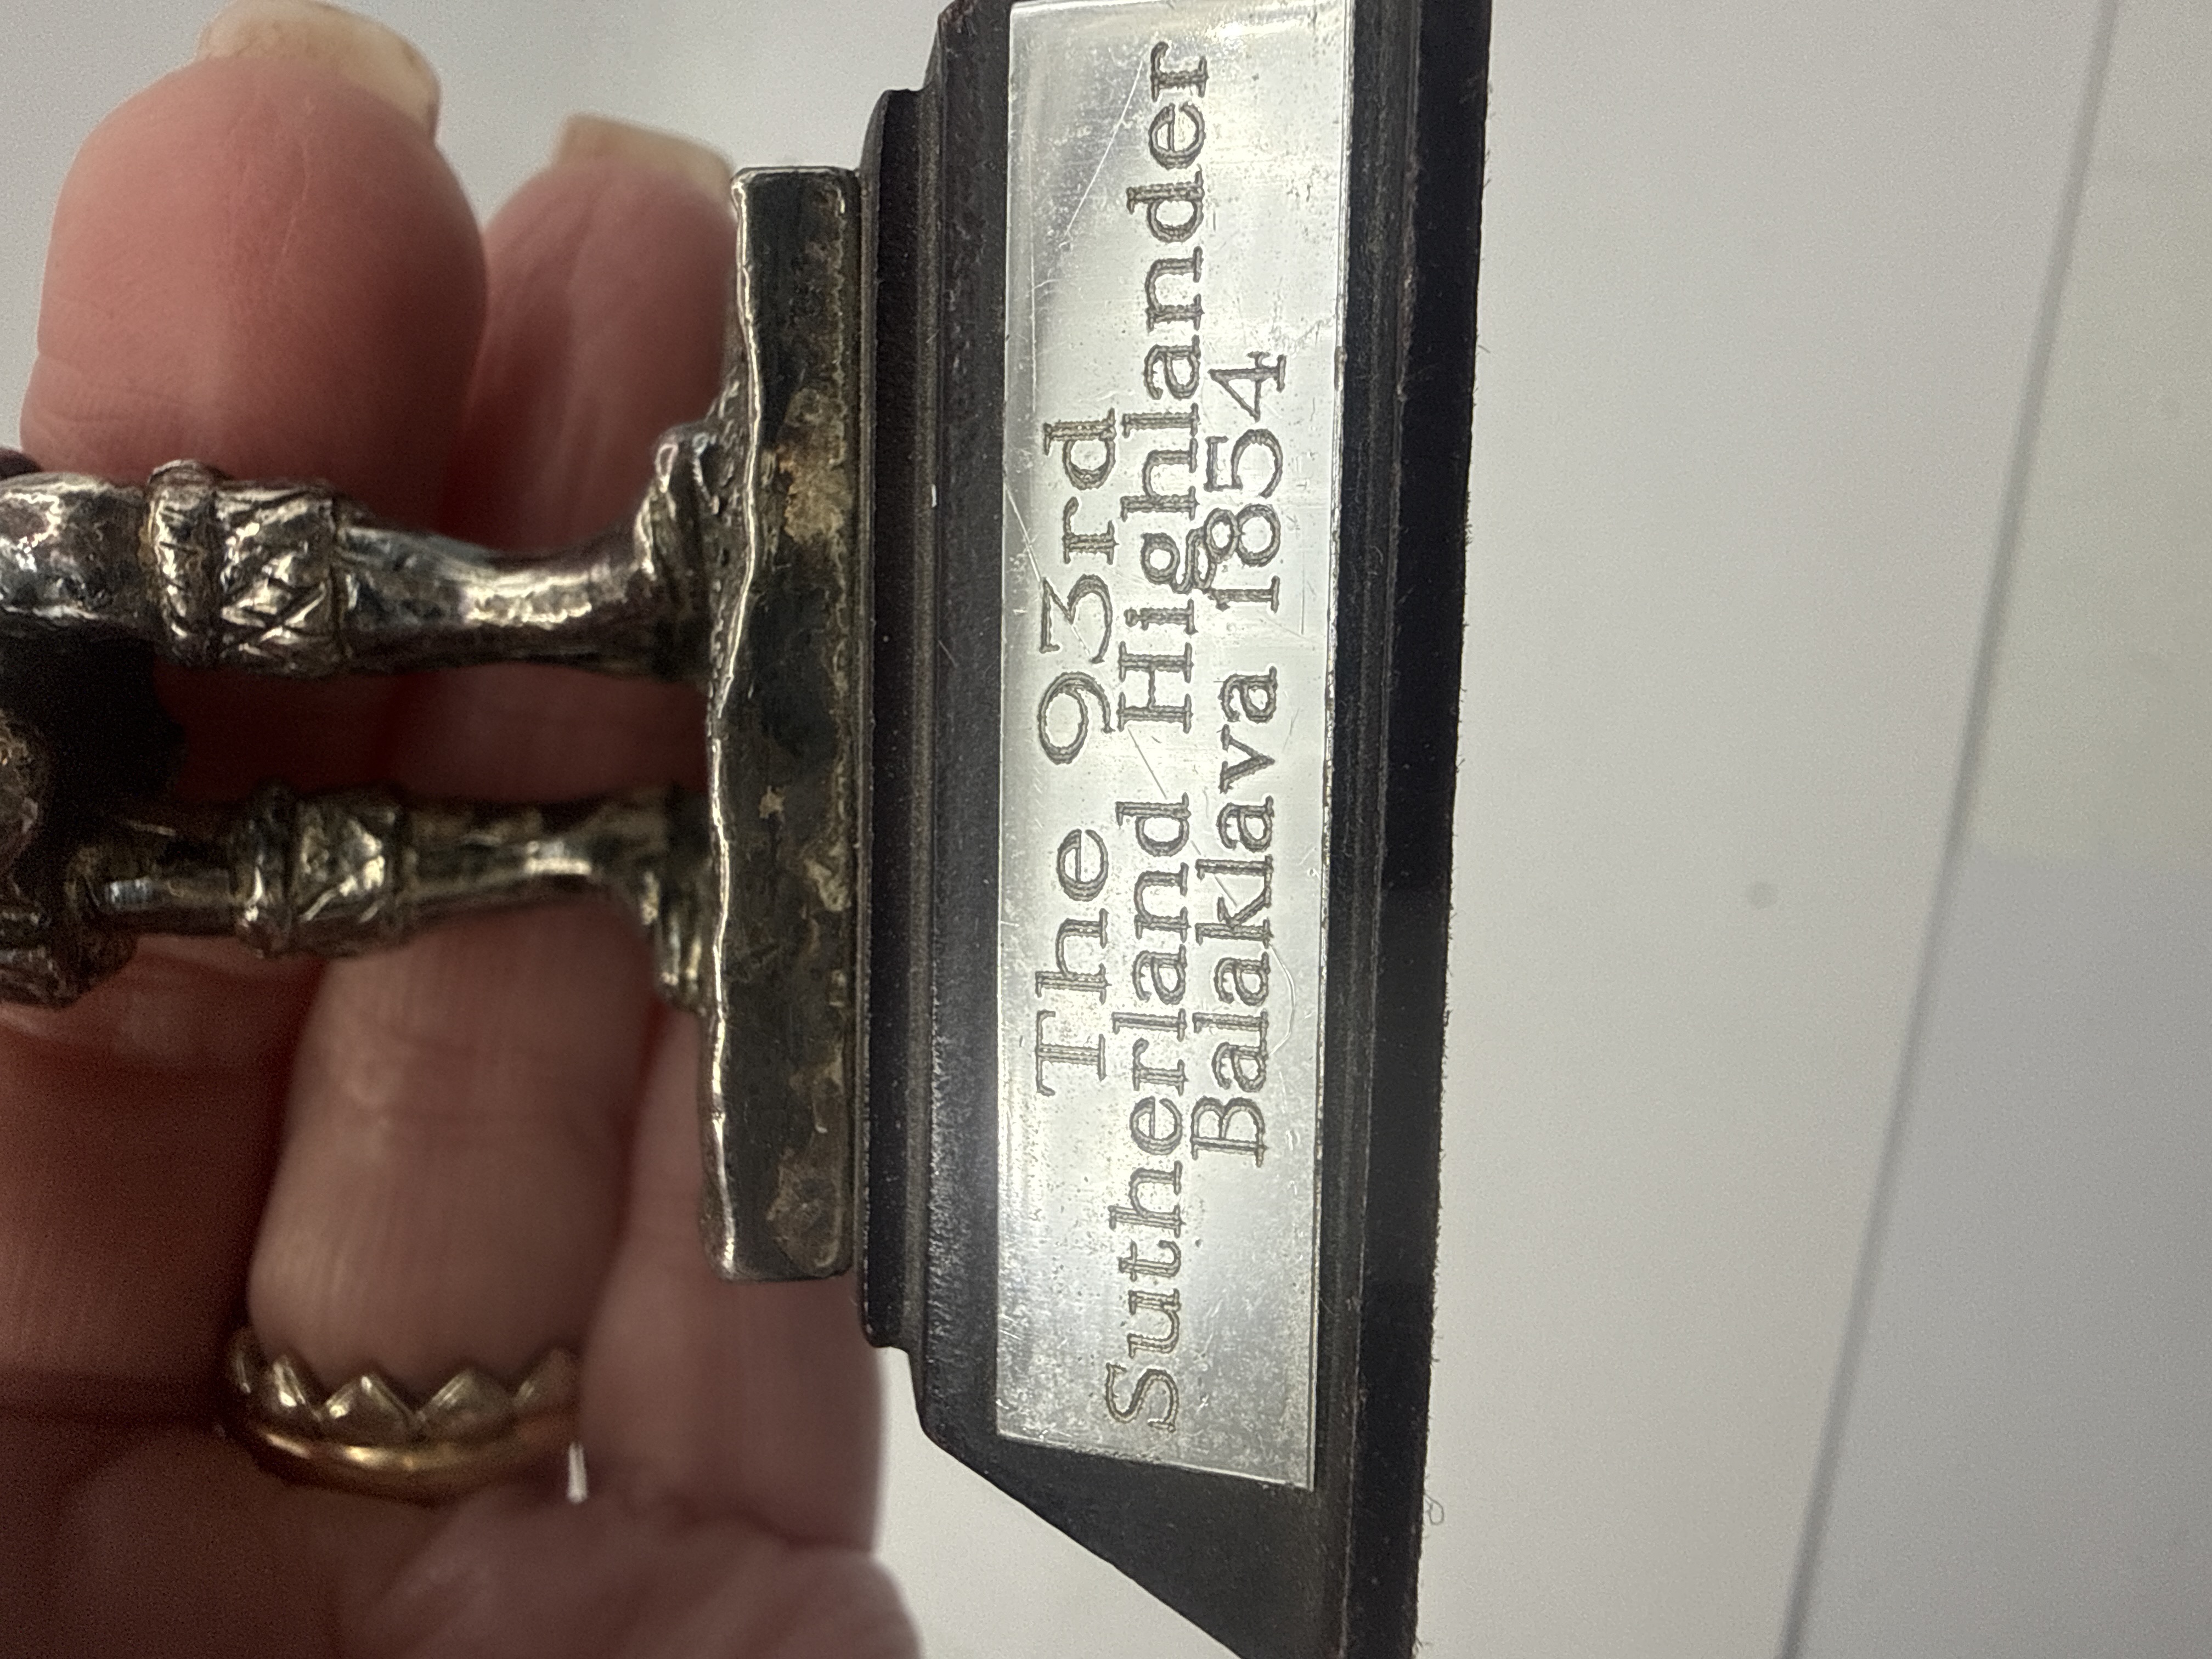 The 93rd
Sutherland Highlander
Balaklava 1854